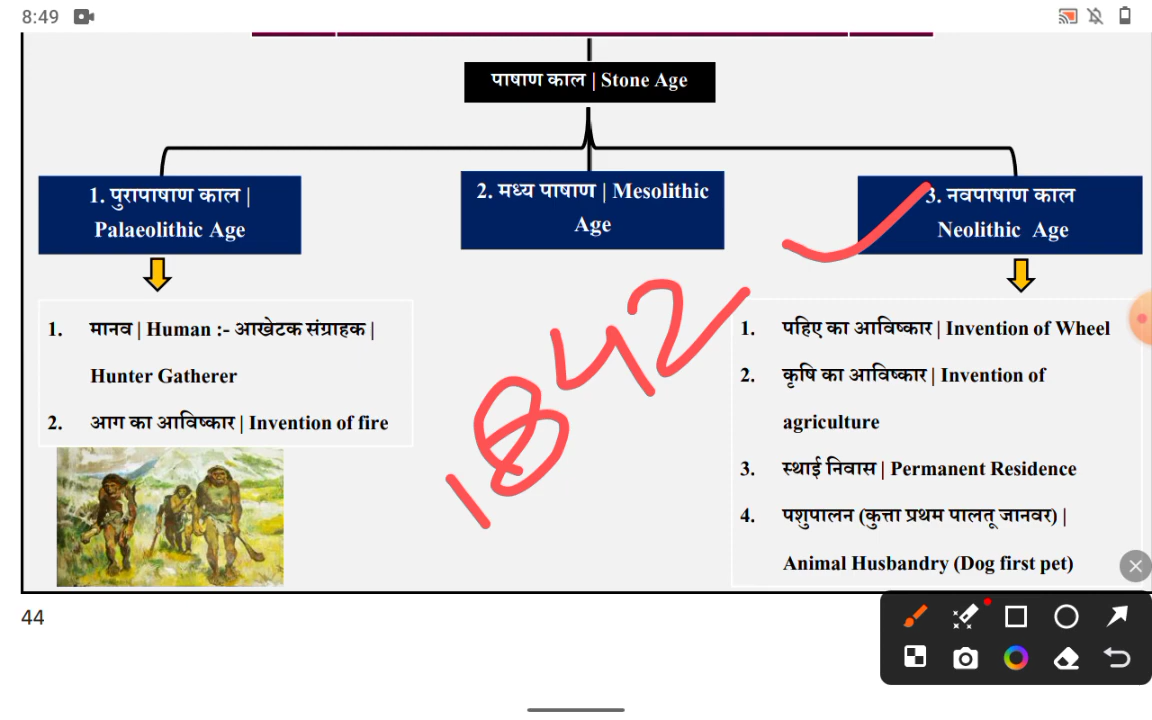 8:49
पाषाण काल | Stone Age
1. पुरापाषाण काल |
Palaeolithic Age
2. मध्य पाषाण | Mesolithic
Age
3. नवपाषाण काल
Neolithic Age
1. मानव | Human :- आखेटक संग्राहक |
Hunter Gatherer
2. आग का आविष्कार | Invention of fire
1842
1. पहिए का आविष्कार | Invention of Wheel
2. कृषि का आविष्कार | Invention of
agriculture
3. स्थाई निवास | Permanent Residence
4. पशुपालन (कुत्ता प्रथम पालतू जानवर) |
Animal Husbandry (Dog first pet)
44